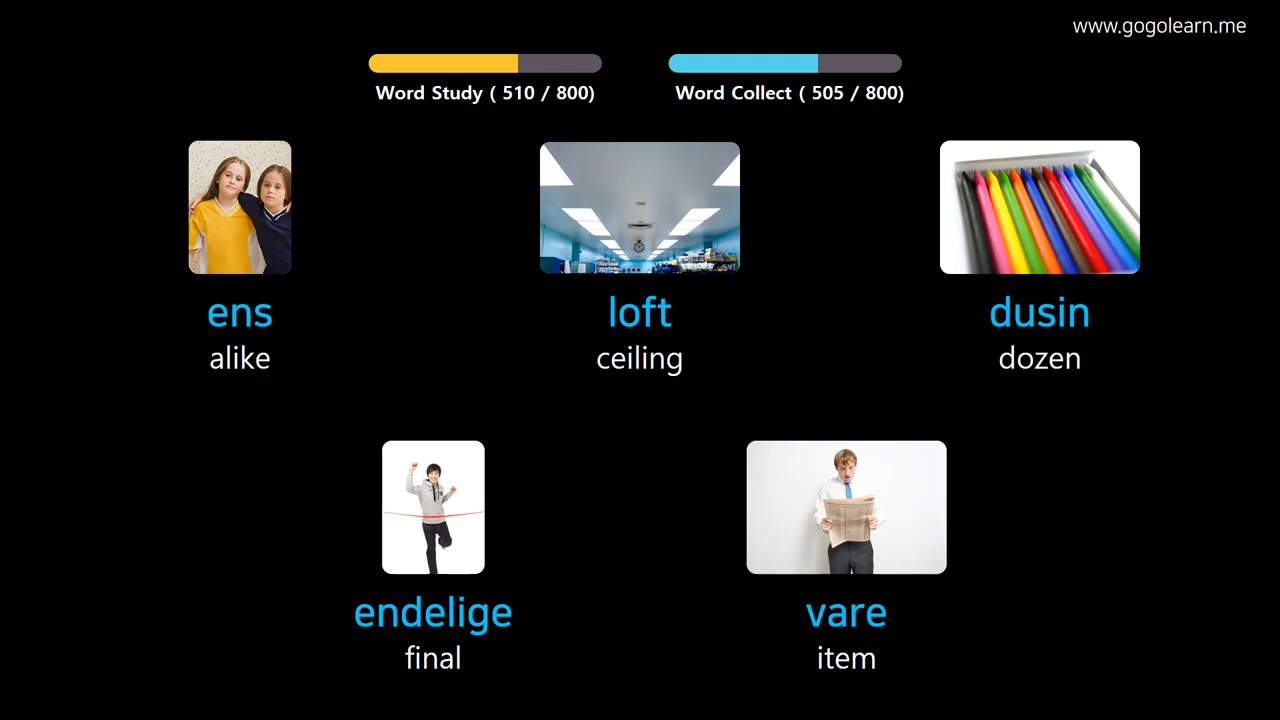 www.gogolearn.me
Word Study ( 510 / 800)
Word Collect ( 505 / 800)
ens
alike
loft
ceiling
dusin
dozen
endelige
final
vare
item